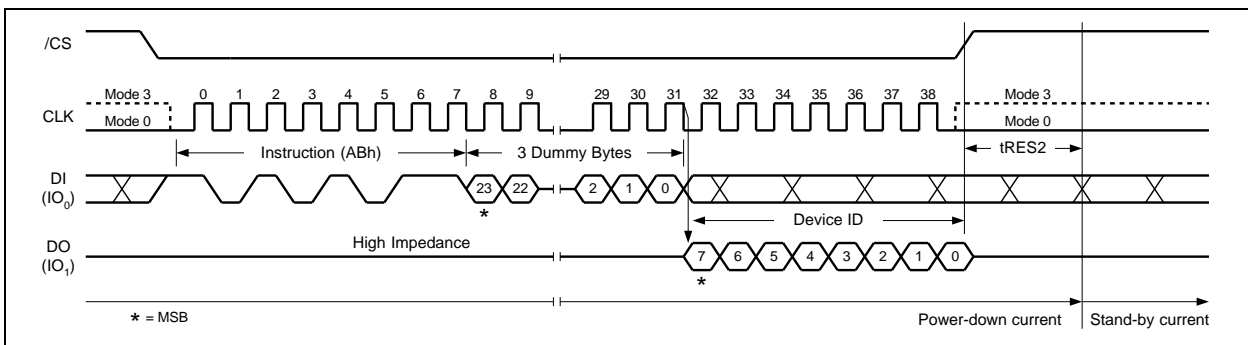 /CS
Mode 3 0 1 2 3 4 5 6 7 8 9 29 30 31 32 33 34 35 36 37 38 Mode 3
CLK Mode 0 Mode 0
Instruction (ABh) 3 Dummy Bytes tRES2
DI
(IO0) 23 22 2 1 0
*
Device ID
High Impedance
DO
(IO1) 7 6 5 4 3 2 1 0
*
* = MSB
Power-down current Stand-by current